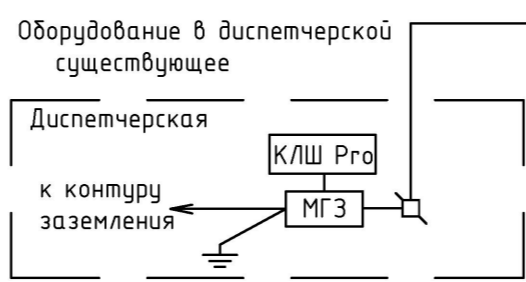 Оборудование в диспетчерской
существующее
Диспетчерская
КЛШ Pro
к контуру
заземления
МГЗ